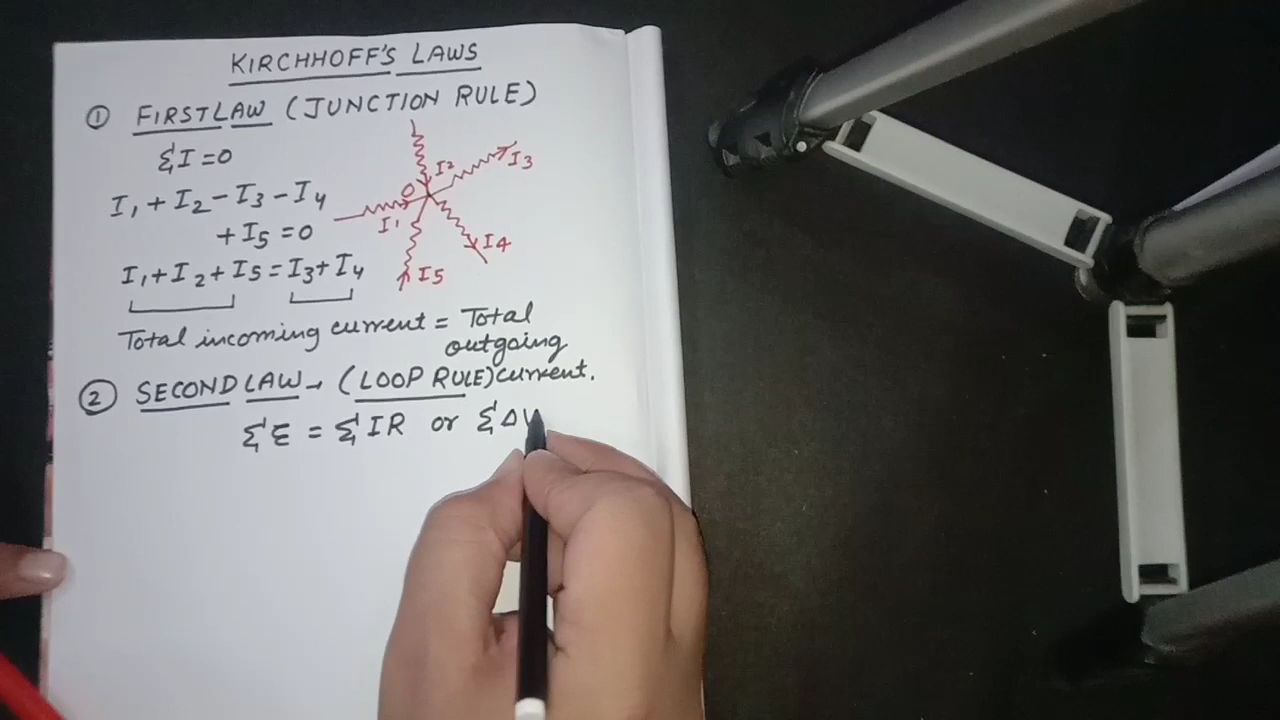 KIRCHHOFF'S LAWS
① FIRST LAW (JUNCTION RULE)
ΣI = 0
I₁ + I₂ - I₃ - I₄
+ I₅ = 0
I₁ + I₂ + I₅ = I₃ + I₄
O
I₁
I₂
I₃
I₄
I₅
Total incoming current = Total
outgoing
current.
② SECOND LAW → (LOOP RULE)
ΣE = ΣIR or ΣΔV